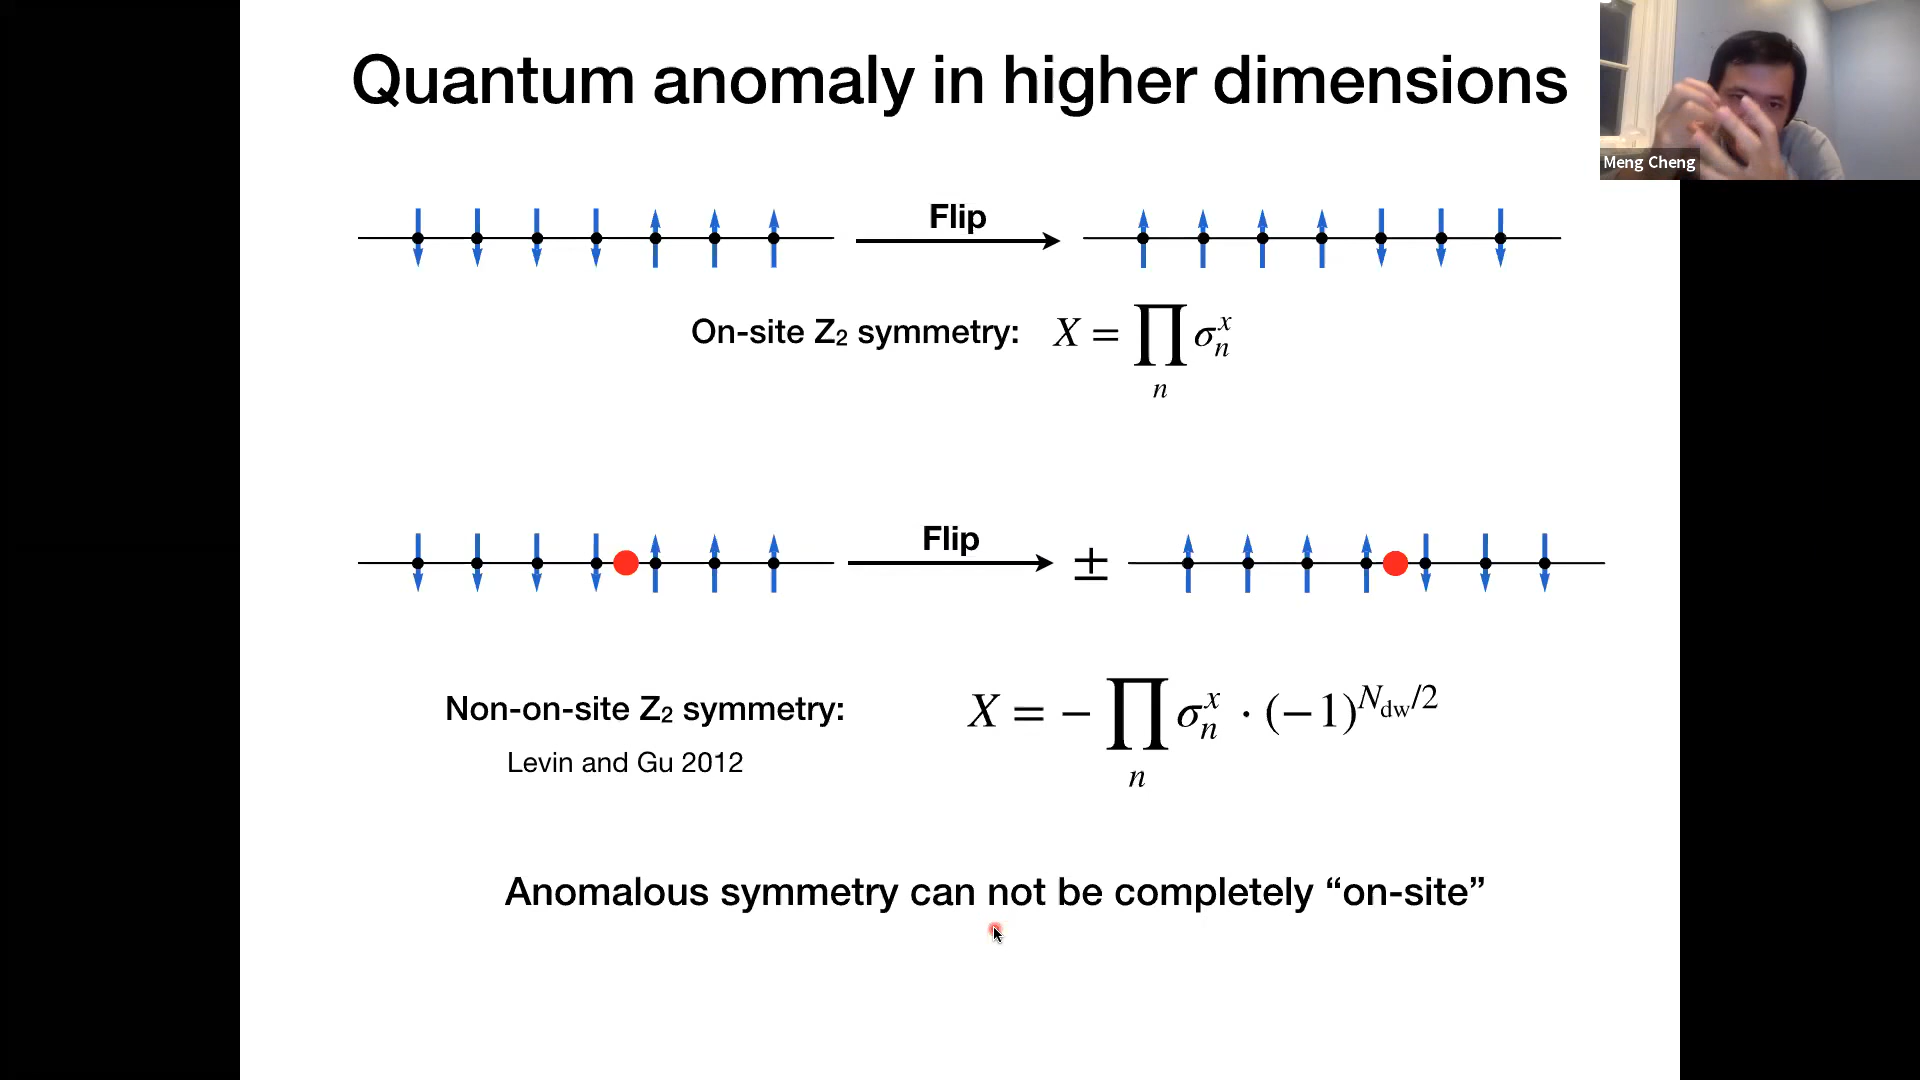 Quantum anomaly in higher dimensions
Meng Cheng
Flip
On-site Z₂ symmetry: X = ∏ₙ σₙˣ
Flip
±
Non-on-site Z₂ symmetry: X = − ∏ₙ σₙˣ · (−1)^{N_dw/2}
Levin and Gu 2012
Anomalous symmetry can not be completely “on-site”